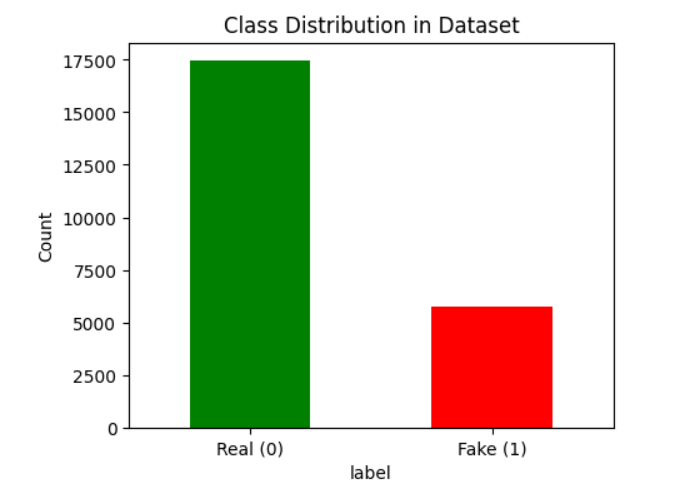 Class Distribution in Dataset
17500
15000
12500
10000
7500
5000
2500
0
Count
Real (0)
Fake (1)
label